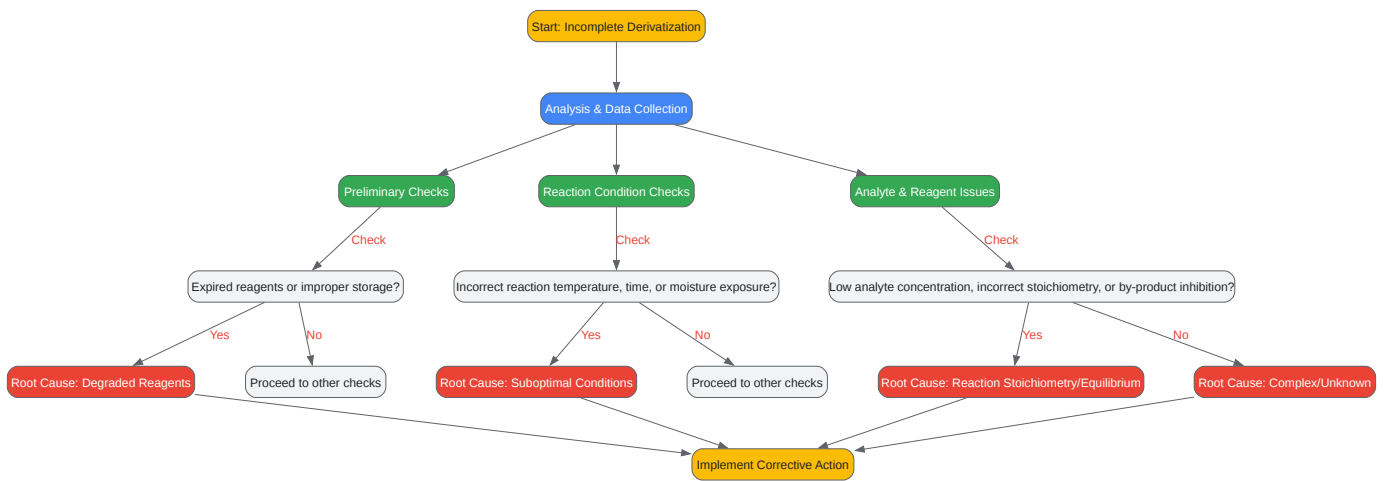 Start: Incomplete Derivatization
Analysis & Data Collection
Preliminary Checks
Reaction Condition Checks
Analyte & Reagent Issues
Check
Check
Check
Expired reagents or improper storage?
Incorrect reaction temperature, time, or moisture exposure?
Low analyte concentration, incorrect stoichiometry, or by-product inhibition?
Yes
No
Yes
No
Yes
No
Root Cause: Degraded Reagents
Proceed to other checks
Root Cause: Suboptimal Conditions
Proceed to other checks
Root Cause: Reaction Stoichiometry/Equilibrium
Root Cause: Complex/Unknown
Implement Corrective Action